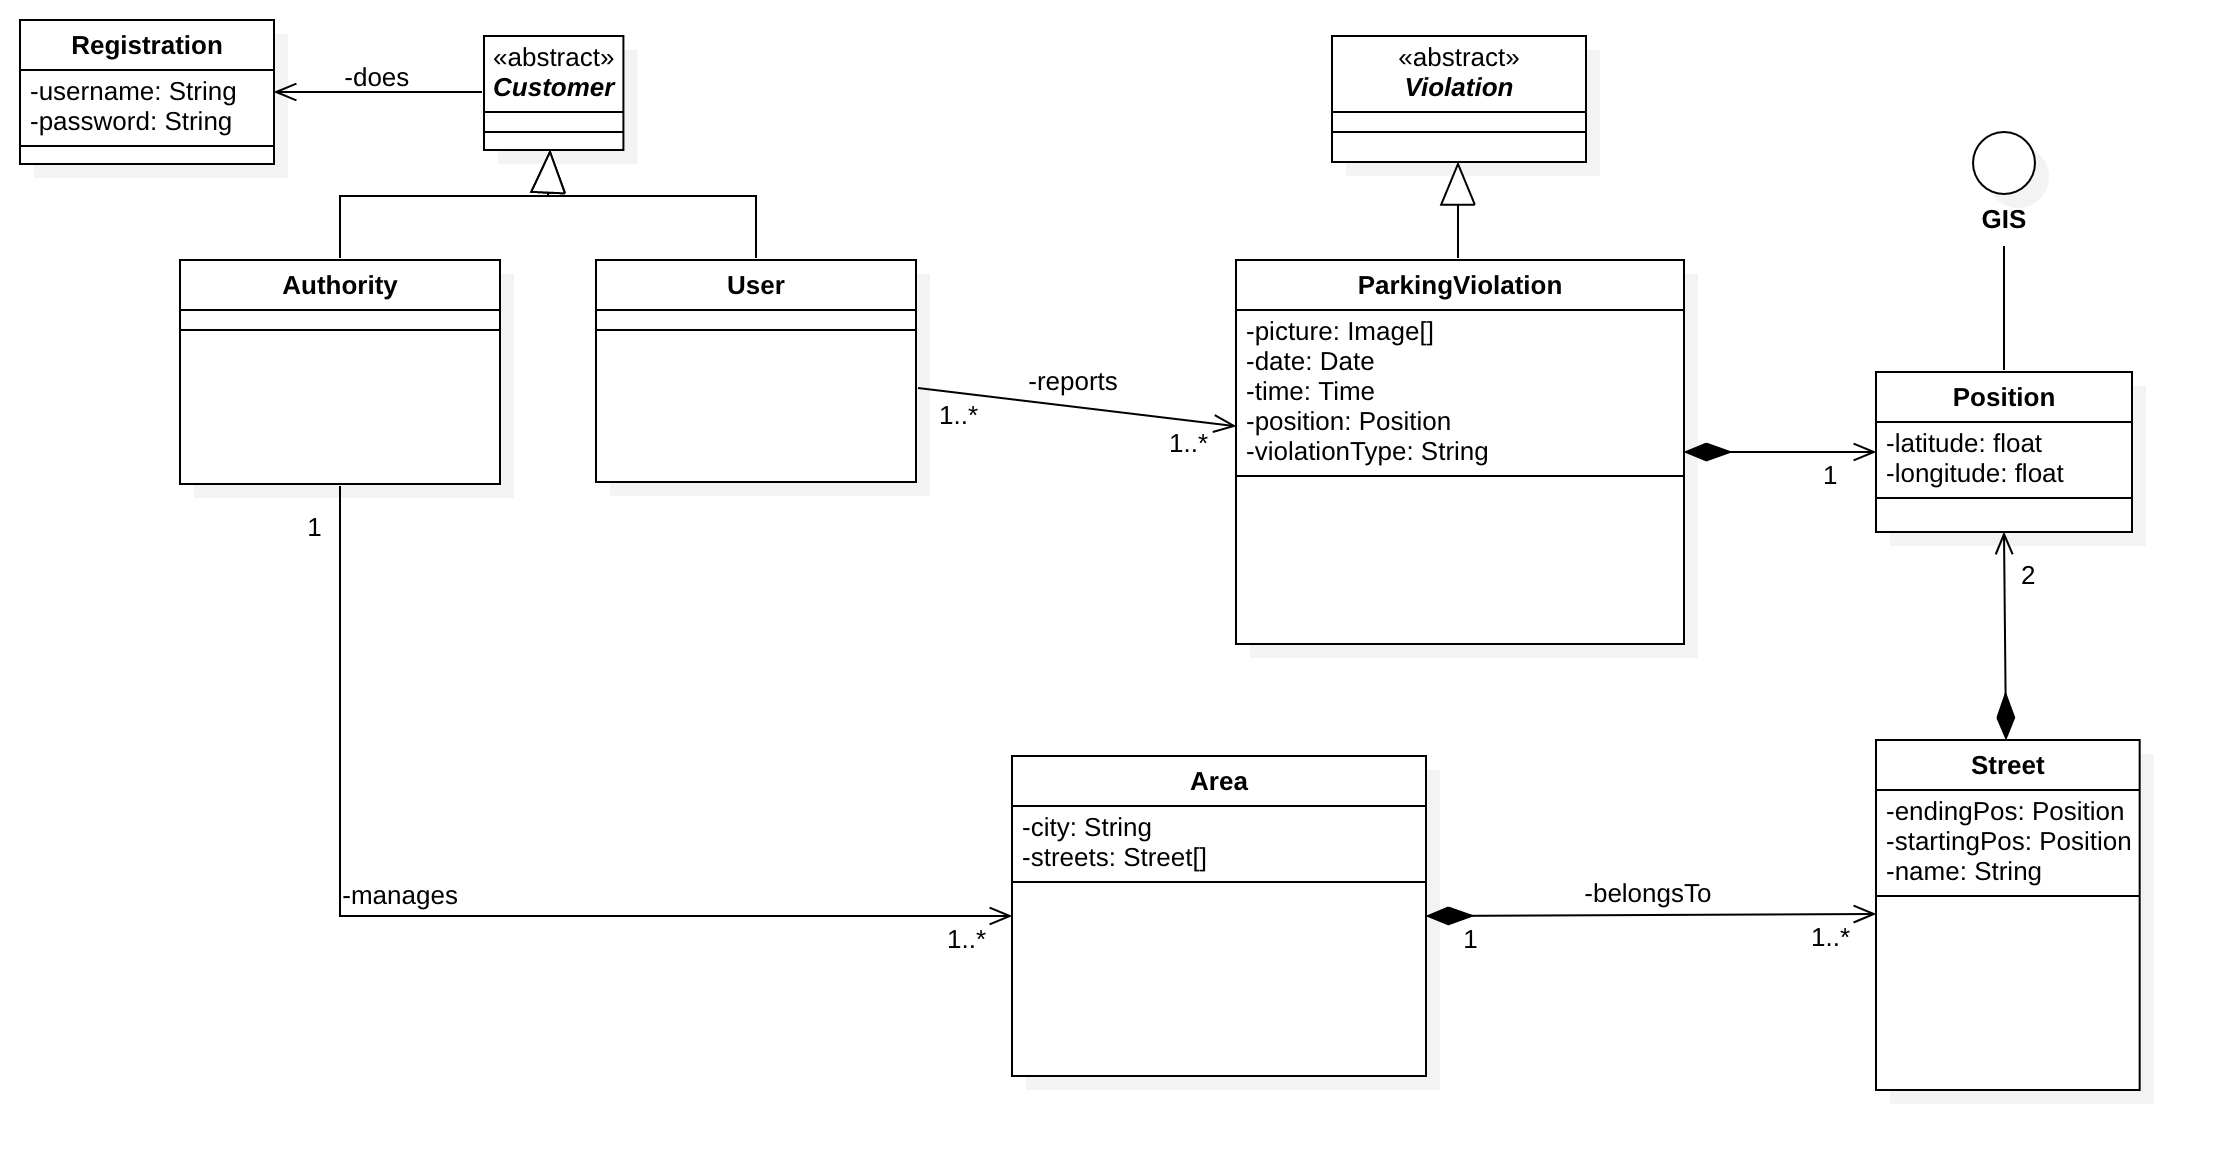 Registration
-username: String
-password: String
-does
«abstract»
Customer
«abstract»
Violation
GIS
Authority
User
-reports
1..*
1..*
ParkingViolation
-picture: Image[]
-date: Date
-time: Time
-position: Position
-violationType: String
1
Position
-latitude: float
-longitude: float
1
2
-manages
1..*
Area
-city: String
-streets: Street[]
-belongsTo
1
1..*
Street
-endingPos: Position
-startingPos: Position
-name: String